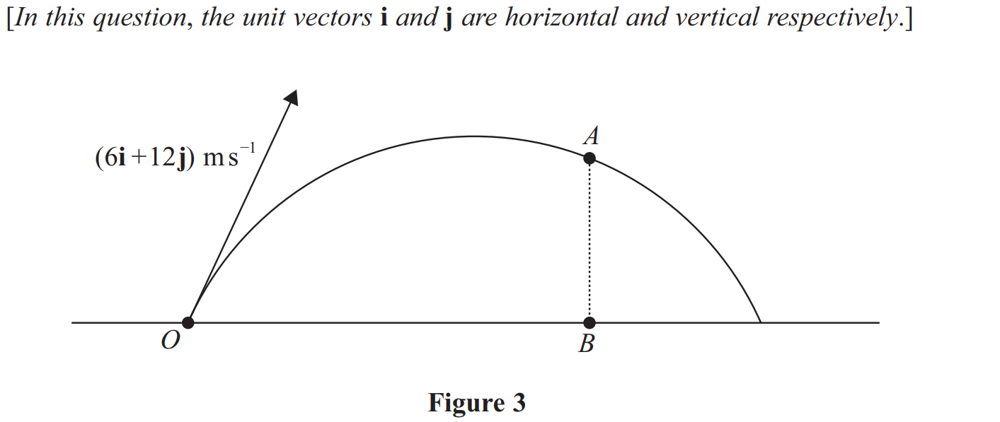 [In this question, the unit vectors i and j are horizontal and vertical respectively.]
A
(6i + 12j) m s⁻¹
O
B
Figure 3